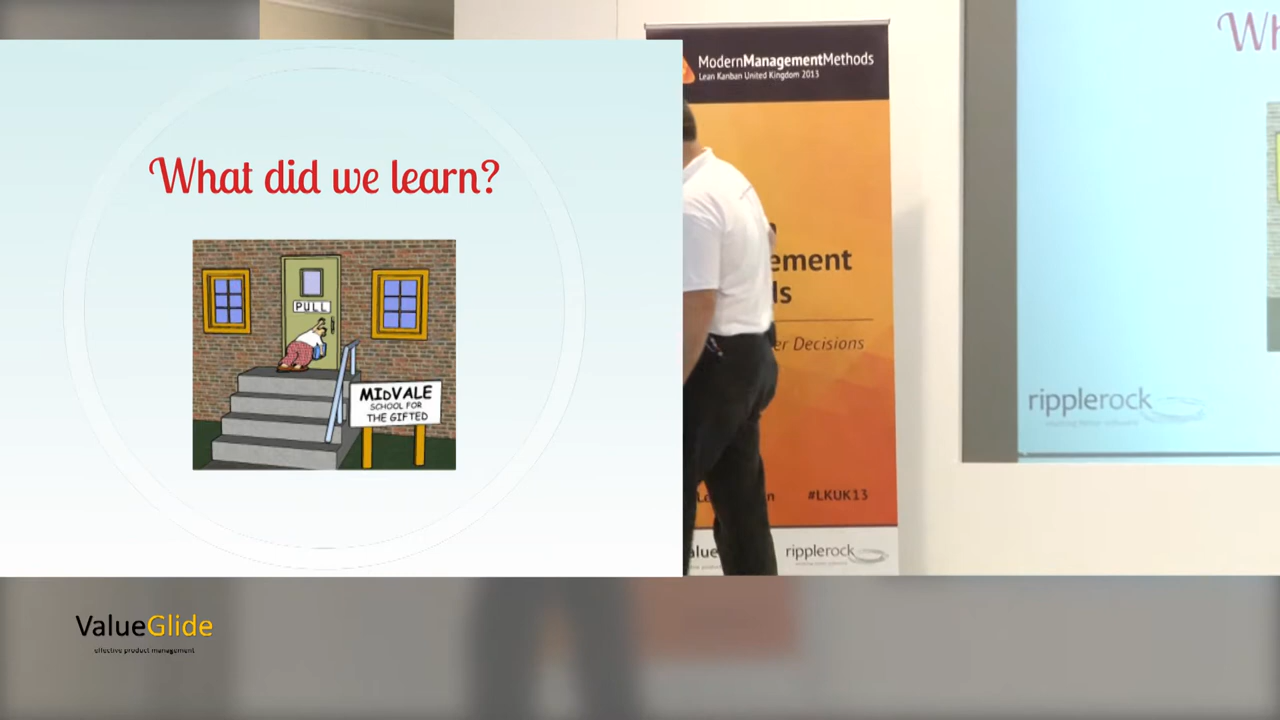 What did we learn?
PULL
MIDVALE
SCHOOL FOR
THE GIFTED
ValueGlide
effective product management
ModernManagementMethods
Lean Kanban United Kingdom 2013
ement
ls
er Decisions
#LKUK13
ripplerock
Wh
ripplerock